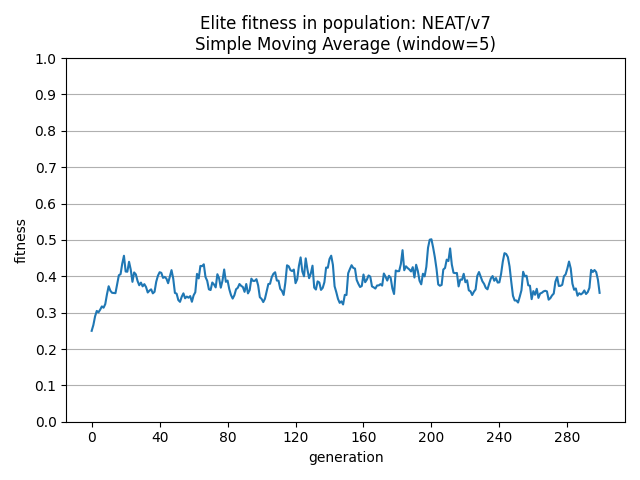 Elite fitness in population: NEAT/v7
Simple Moving Average (window=5)
1.0
0.9
0.8
0.7
0.6
0.5
0.4
0.3
0.2
0.1
0.0
fitness
0 40 80 120 160 200 240 280
generation